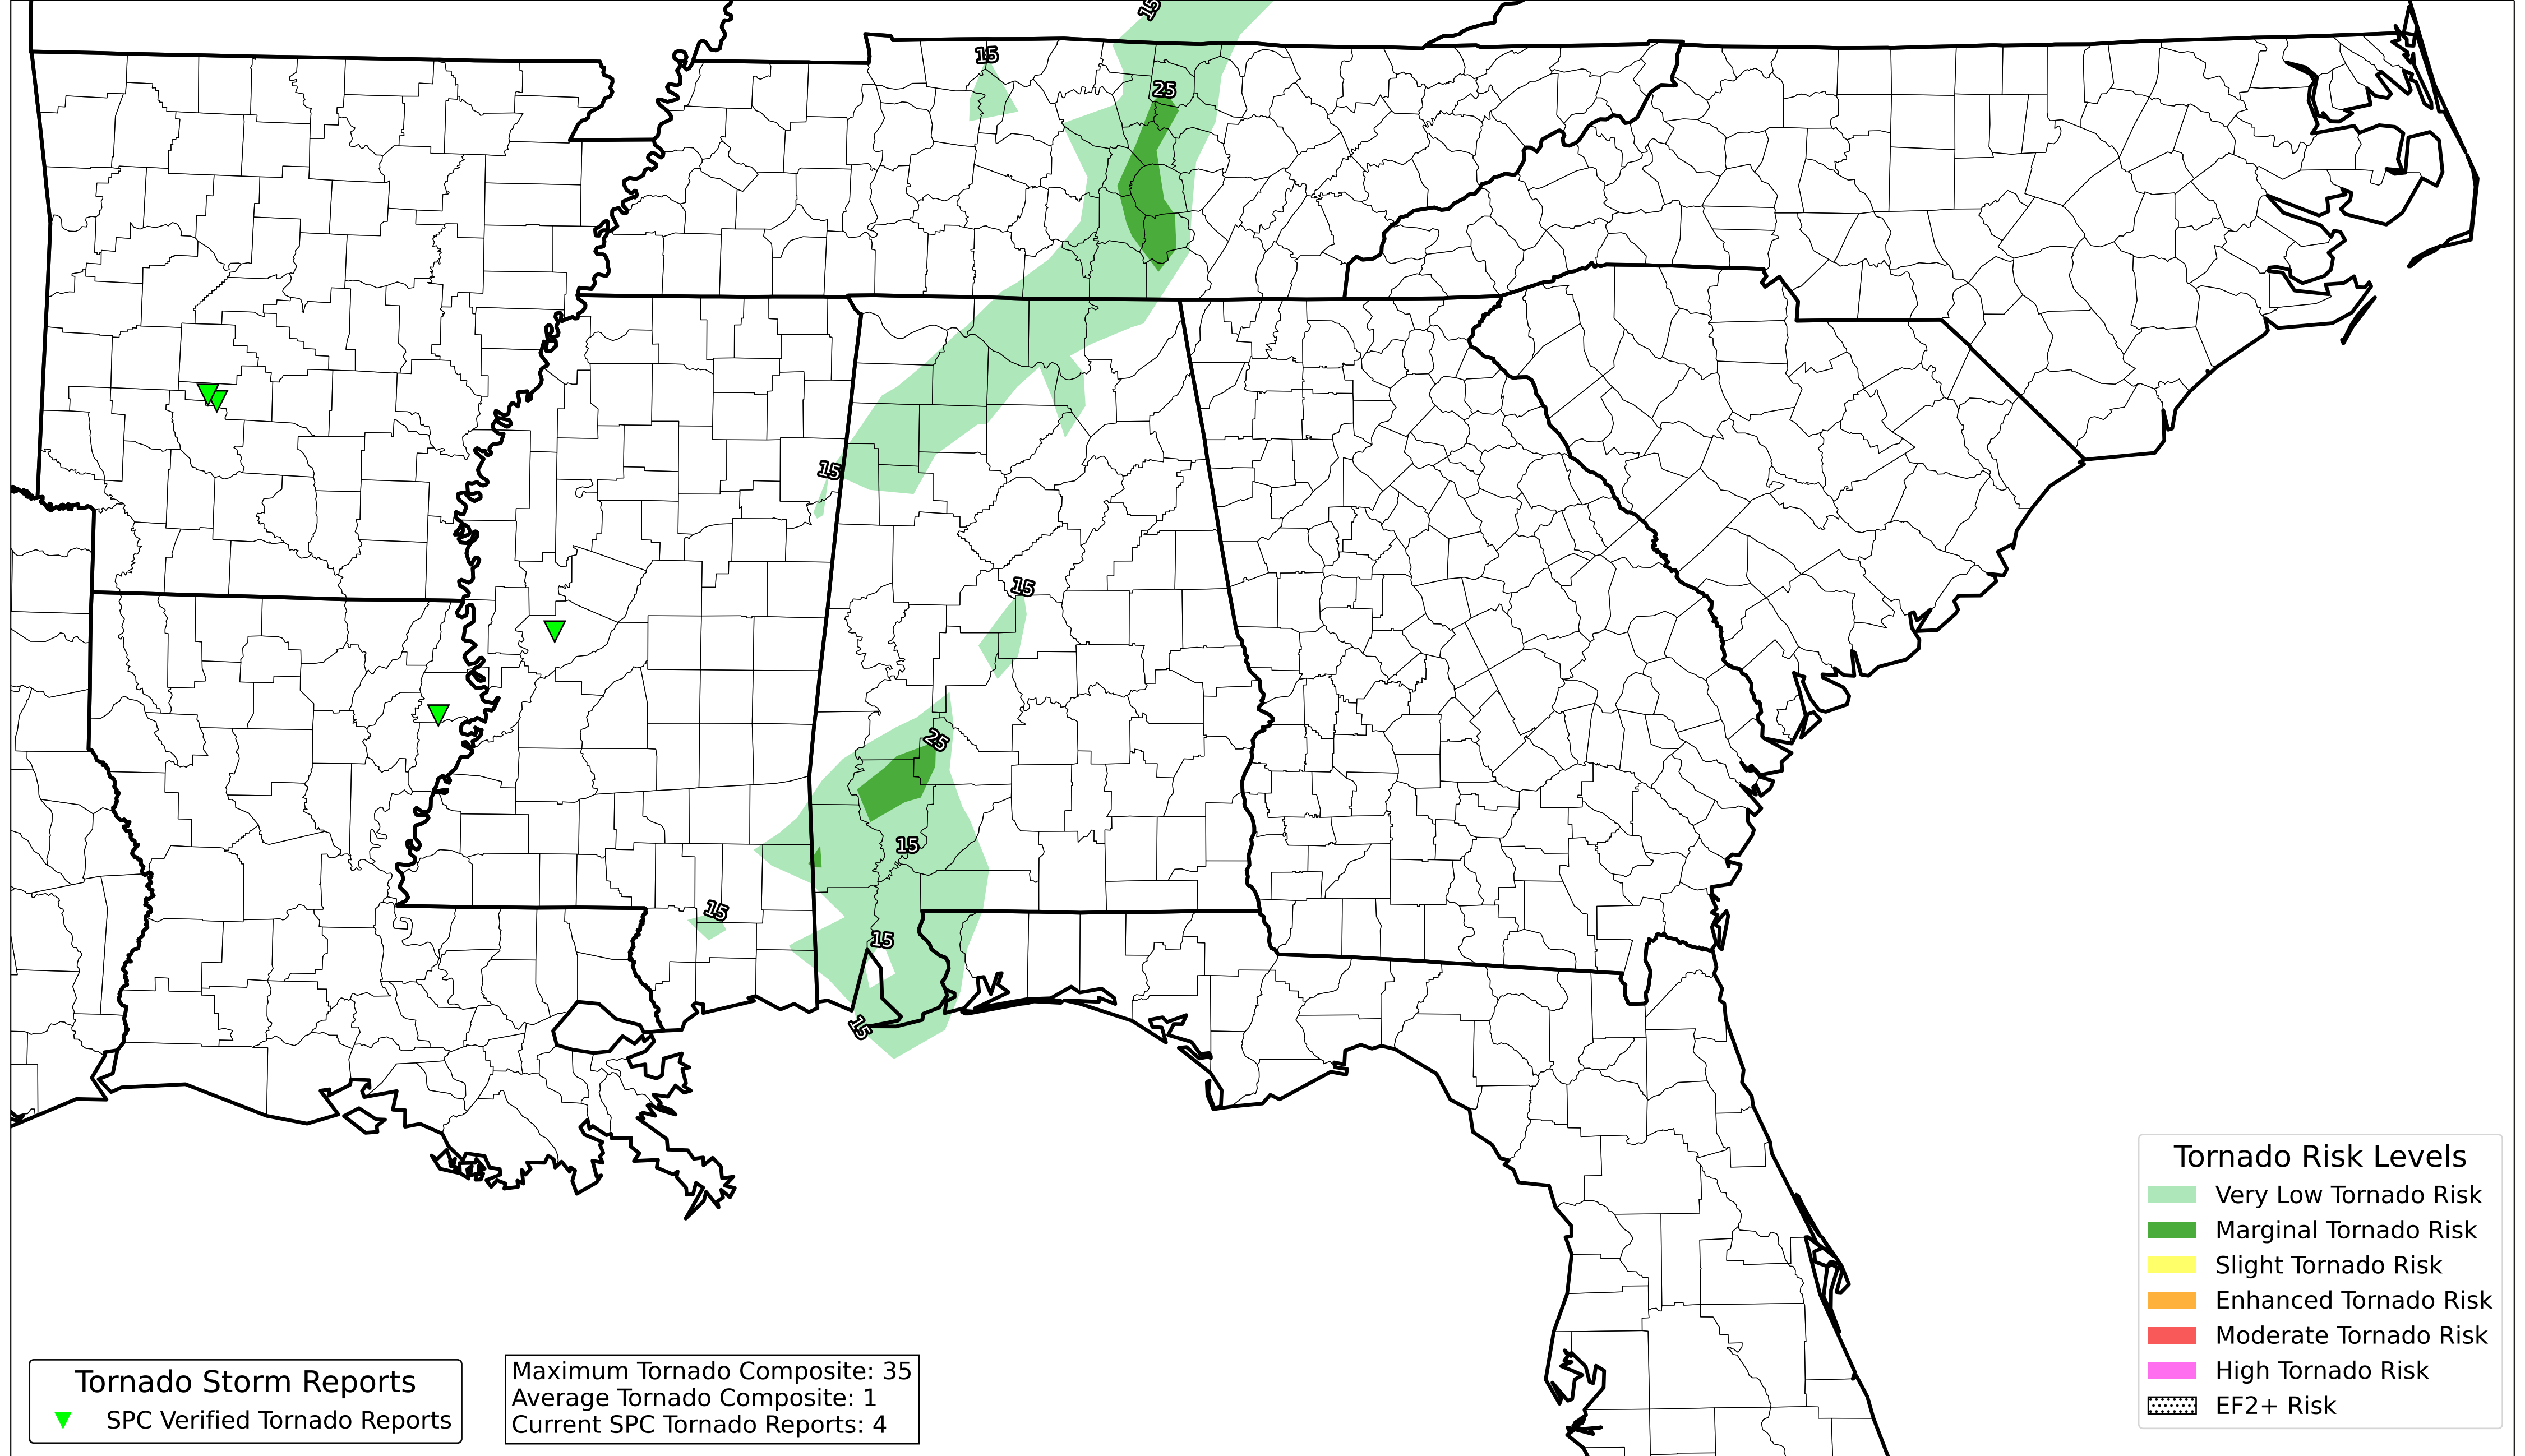 15
15
25
15
15
25
15
15
15
15
Tornado Risk Levels
Very Low Tornado Risk
Marginal Tornado Risk
Slight Tornado Risk
Enhanced Tornado Risk
Moderate Tornado Risk
High Tornado Risk
EF2+ Risk
Tornado Storm Reports
SPC Verified Tornado Reports
Maximum Tornado Composite: 35
Average Tornado Composite: 1
Current SPC Tornado Reports: 4